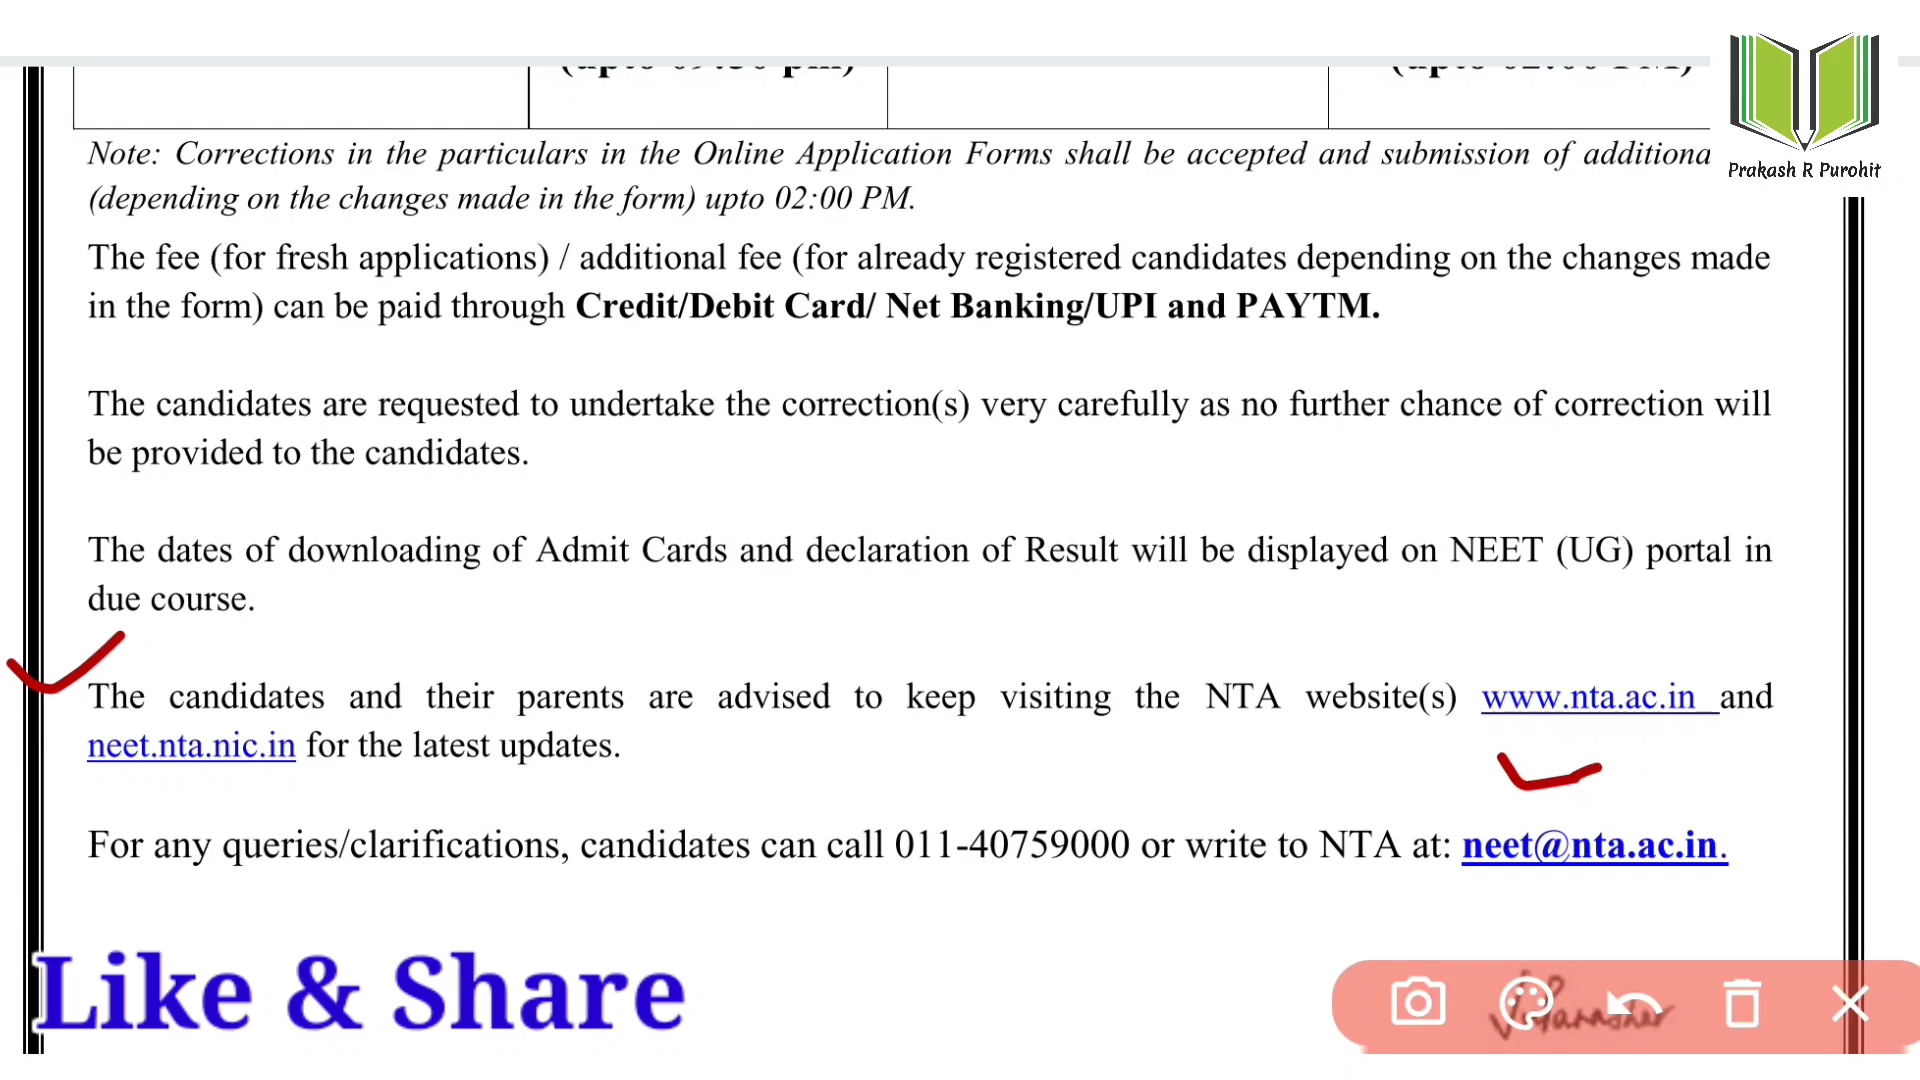 Note: Corrections in the particulars in the Online Application Forms shall be accepted and submission of additiona
(depending on the changes made in the form) upto 02:00 PM.
The fee (for fresh applications) / additional fee (for already registered candidates depending on the changes made
in the form) can be paid through Credit/Debit Card/ Net Banking/UPI and PAYTM.
The candidates are requested to undertake the correction(s) very carefully as no further chance of correction will
be provided to the candidates.
The dates of downloading of Admit Cards and declaration of Result will be displayed on NEET (UG) portal in
due course.
The candidates and their parents are advised to keep visiting the NTA website(s) www.nta.ac.in and
neet.nta.nic.in for the latest updates.
For any queries/clarifications, candidates can call 011-40759000 or write to NTA at: neet@nta.ac.in.
Like & Share
Prakash R Purohit